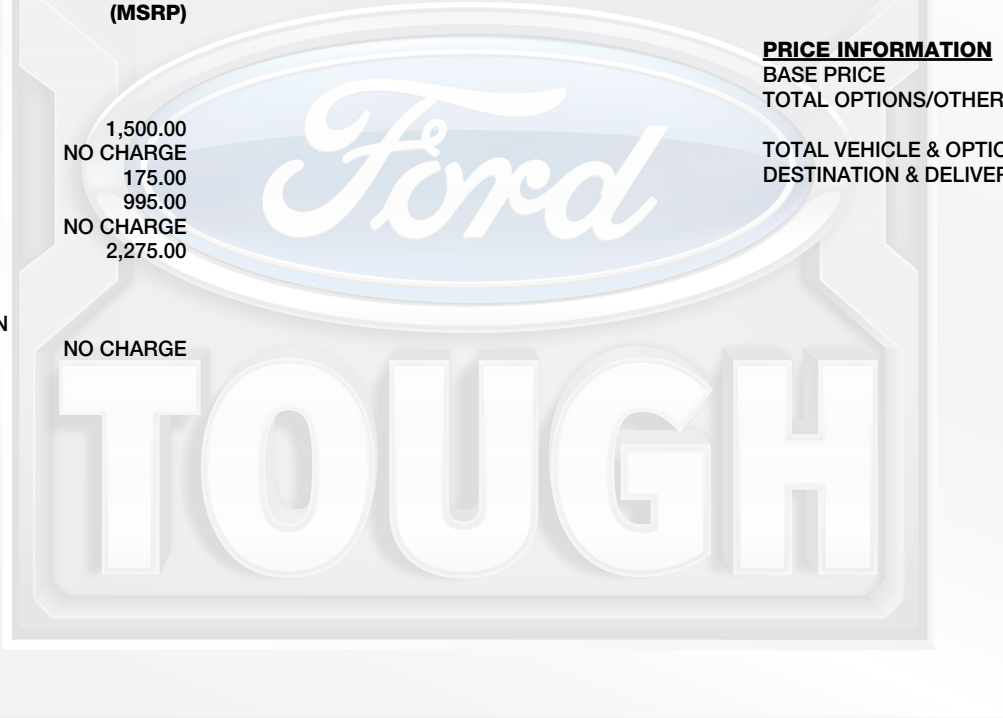 (MSRP)
1,500.00
NO CHARGE
175.00
995.00
NO CHARGE
2,275.00
N
NO CHARGE
PRICE INFORMATION
BASE PRICE
TOTAL OPTIONS/OTHER
TOTAL VEHICLE & OPTIO
DESTINATION & DELIVER
Ford
TOUGH